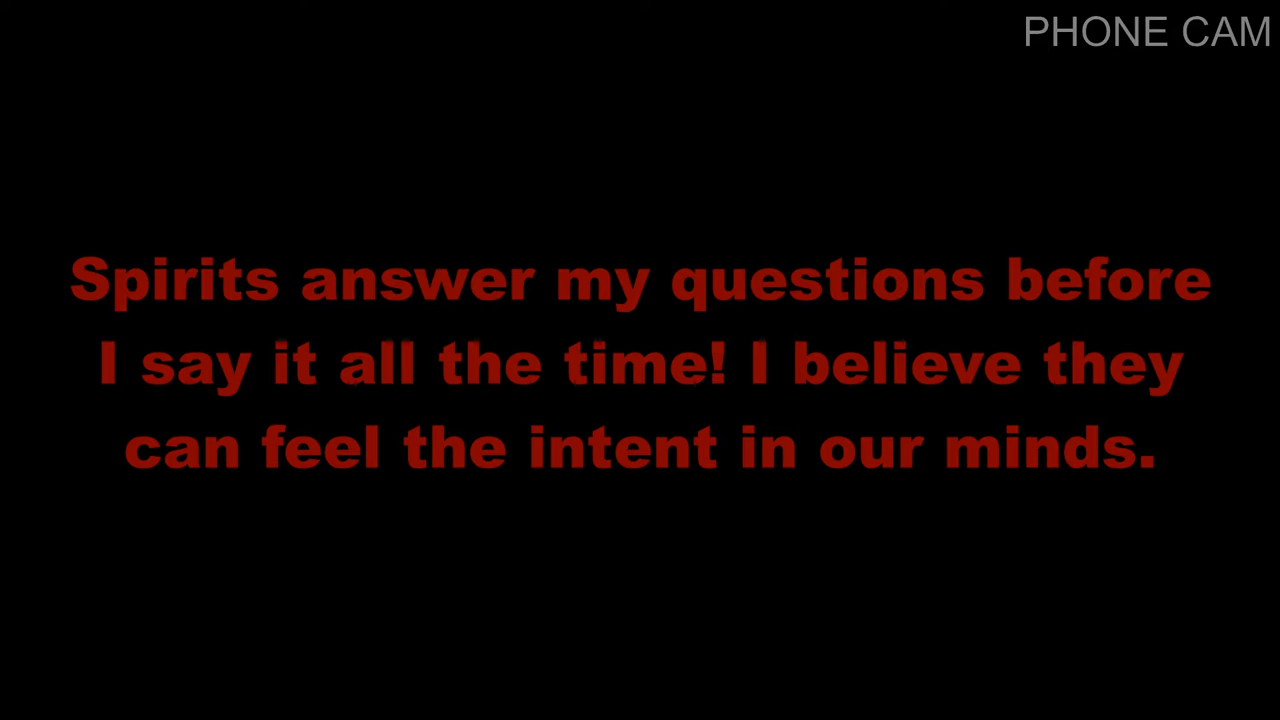 PHONE CAM
Spirits answer my questions before
I say it all the time! I believe they
can feel the intent in our minds.